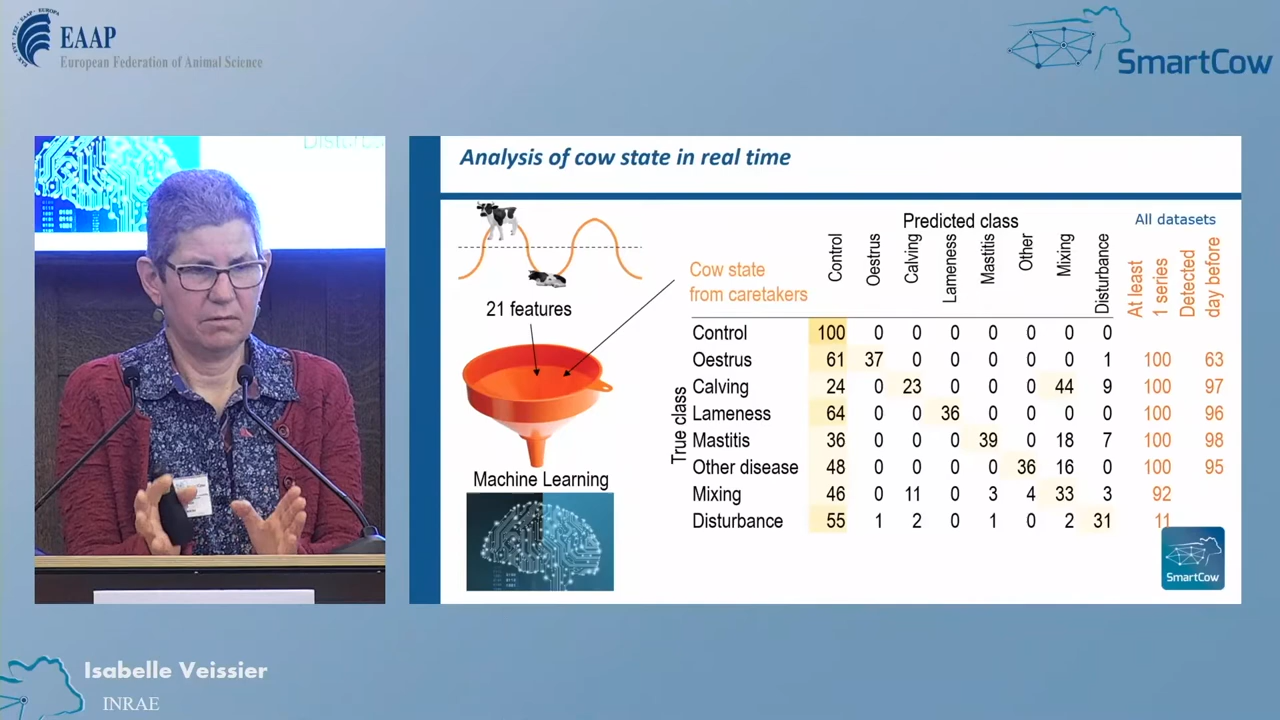 EAAP
European Federation of Animal Science
SmartCow
Analysis of cow state in real time
21 features
Machine Learning
Cow state
from caretakers
Predicted class
All datasets
Control Oestrus Calving Lameness Mastitis Other Mixing Disturbance At least 1 series Detected day before
True class
Control 100 0 0 0 0 0 0 0
Oestrus 61 37 0 0 0 0 0 1 100 63
Calving 24 0 23 0 0 0 44 9 100 97
Lameness 64 0 0 36 0 0 0 0 100 96
Mastitis 36 0 0 0 39 0 18 7 100 98
Other disease 48 0 0 0 0 36 16 0 100 95
Mixing 46 0 11 0 3 4 33 3 92
Disturbance 55 1 2 0 1 0 2 31 11
SmartCow
Isabelle Veissier
INRAE